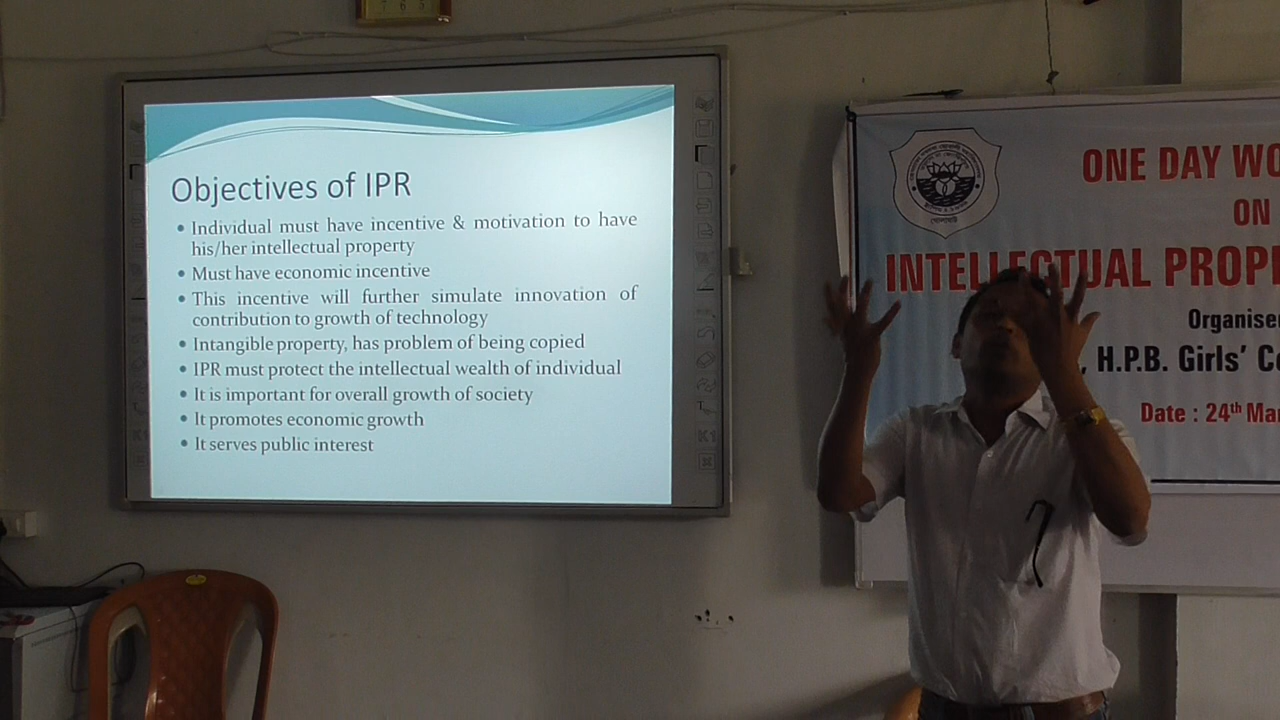 Objectives of IPR
• Individual must have incentive & motivation to have
his/her intellectual property
• Must have economic incentive
• This incentive will further simulate innovation of
contribution to growth of technology
• Intangible property, has problem of being copied
• IPR must protect the intellectual wealth of individual
• It is important for overall growth of society
• It promotes economic growth
• It serves public interest
ONE DAY WO
ON
INTELLECTUAL PROPE
Organise
, H.P.B. Girls' Co
Date : 24th Mar